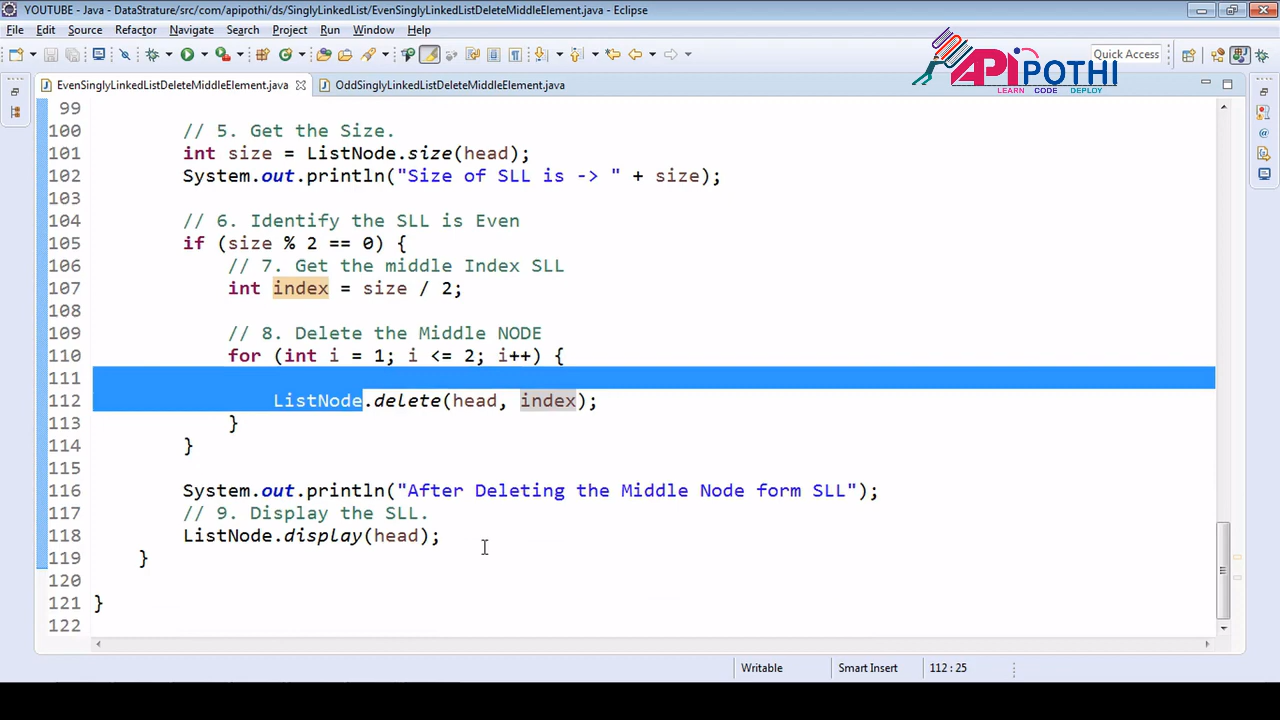 YOUTUBE - Java - DataStrature/src/com/apipothi/ds/SinglyLinkedList/EvenSinglyLinkedListDeleteMiddleElement.java - Eclipse
File Edit Source Refactor Navigate Search Project Run Window Help
Quick Access
APIPOTHI
LEARN CODE DEPLOY
EvenSinglyLinkedListDeleteMiddleElement.java OddSinglyLinkedListDeleteMiddleElement.java
99
100 // 5. Get the Size.
101 int size = ListNode.size(head);
102 System.out.println("Size of SLL is -> " + size);
103
104 // 6. Identify the SLL is Even
105 if (size % 2 == 0) {
106 // 7. Get the middle Index SLL
107 int index = size / 2;
108
109 // 8. Delete the Middle NODE
110 for (int i = 1; i <= 2; i++) {
111
112 ListNode.delete(head, index);
113 }
114 }
115
116 System.out.println("After Deleting the Middle Node form SLL");
117 // 9. Display the SLL.
118 ListNode.display(head);
119 }
120
121 }
122
Writable Smart Insert 112 : 25